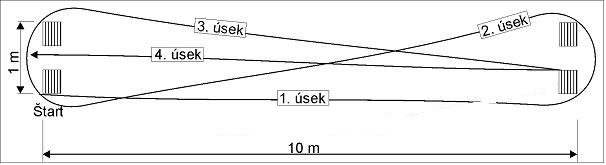 3. úsek
2. úsek
4. úsek
1 m
1. úsek
Štart
10 m